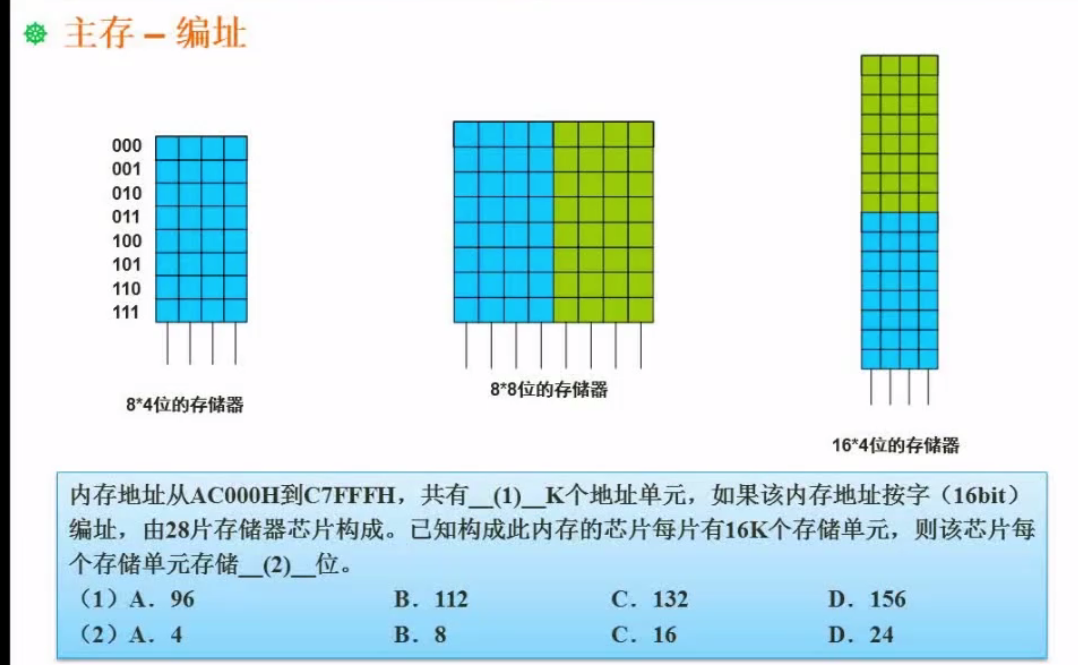 主存 – 编址
000
001
010
011
100
101
110
111
8*4位的存储器
8*8位的存储器
16*4位的存储器
内存地址从AC000H到C7FFFH，共有__(1)__K个地址单元，如果该内存地址按字（16bit）
编址，由28片存储器芯片构成。已知构成此内存的芯片每片有16K个存储单元，则该芯片每
个存储单元存储__(2)__位。
（1）A．96 B．112 C．132 D．156
（2）A．4 B．8 C．16 D．24